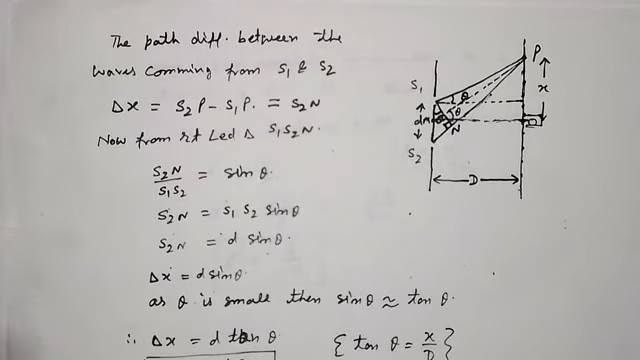 The path diff. between the
waves comming from S1 & S2
Δx = S2P - S1P. = S2N
Now from rt Led Δ S1S2N.
S2N/S1S2 = sin θ.
S2N = S1 S2 sin θ
S2N = d sin θ.
Δx = d sin θ.
as θ is small then sin θ ≈ tan θ.
∴ Δx = d tan θ { tan θ = x/D }
P
S1
θ
x
d
θ
N
S2
D